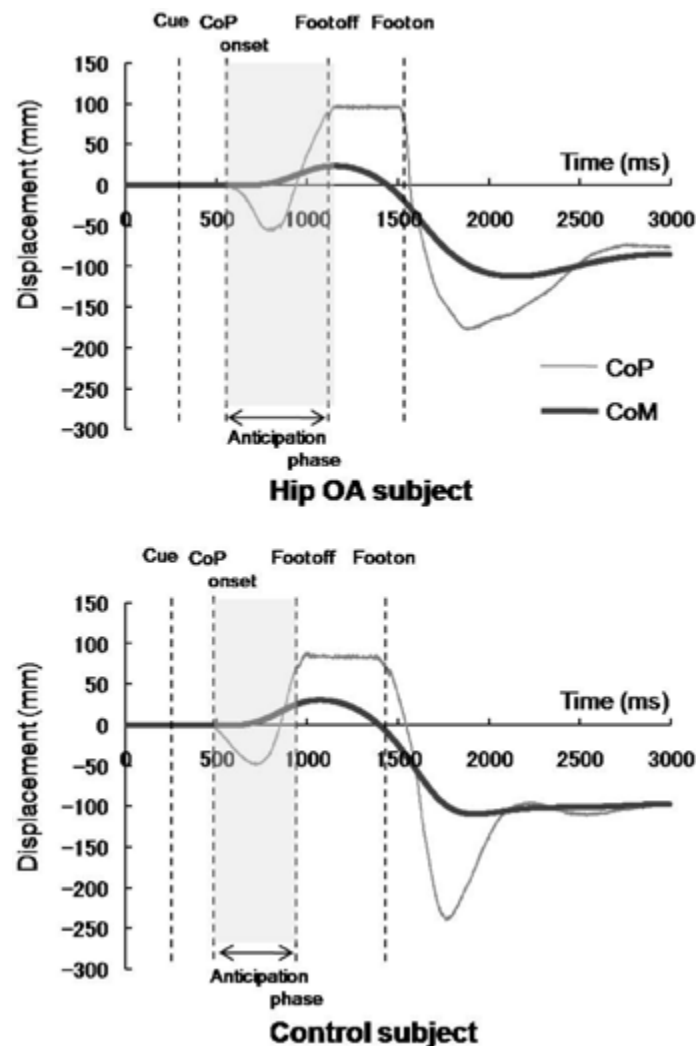 Cue CoP Footoff Footon
onset
150
100
50
0
-50
-100
-150
-200
-250
-300
Displacement (mm)
Time (ms)
0 500 1000 1500 2000 2500 3000
CoP
CoM
Anticipation
phase
Hip OA subject
Cue CoP Footoff Footon
onset
150
100
50
0
-50
-100
-150
-200
-250
-300
Displacement (mm)
Time (ms)
0 500 1000 1500 2000 2500 3000
Anticipation
phase
Control subject